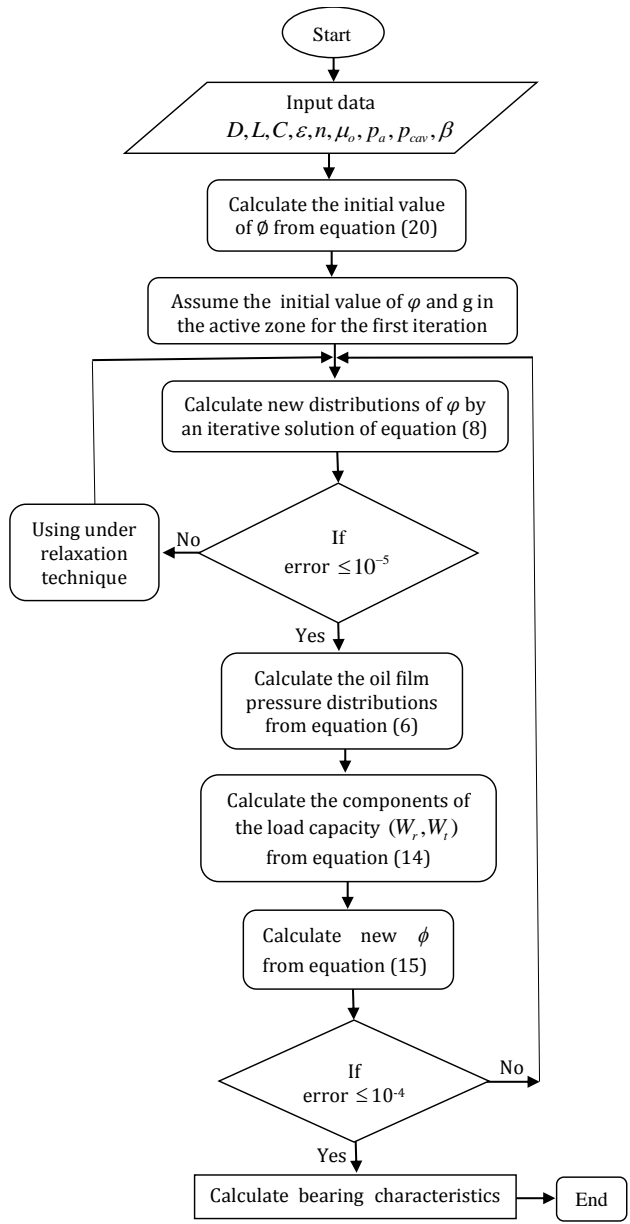 Start
Input data
D, L, C, ε, n, μ_o, p_a, p_cav, β
Calculate the initial value
of Ø from equation (20)
Assume the initial value of φ and g in
the active zone for the first iteration
Calculate new distributions of φ by
an iterative solution of equation (8)
Using under
relaxation
technique
No
If
error ≤10⁻⁵
Yes
Calculate the oil film
pressure distributions
from equation (6)
Calculate the components of
the load capacity (W_r, W_t)
from equation (14)
Calculate new ϕ
from equation (15)
If
error ≤10⁻⁴
No
Yes
Calculate bearing characteristics
End